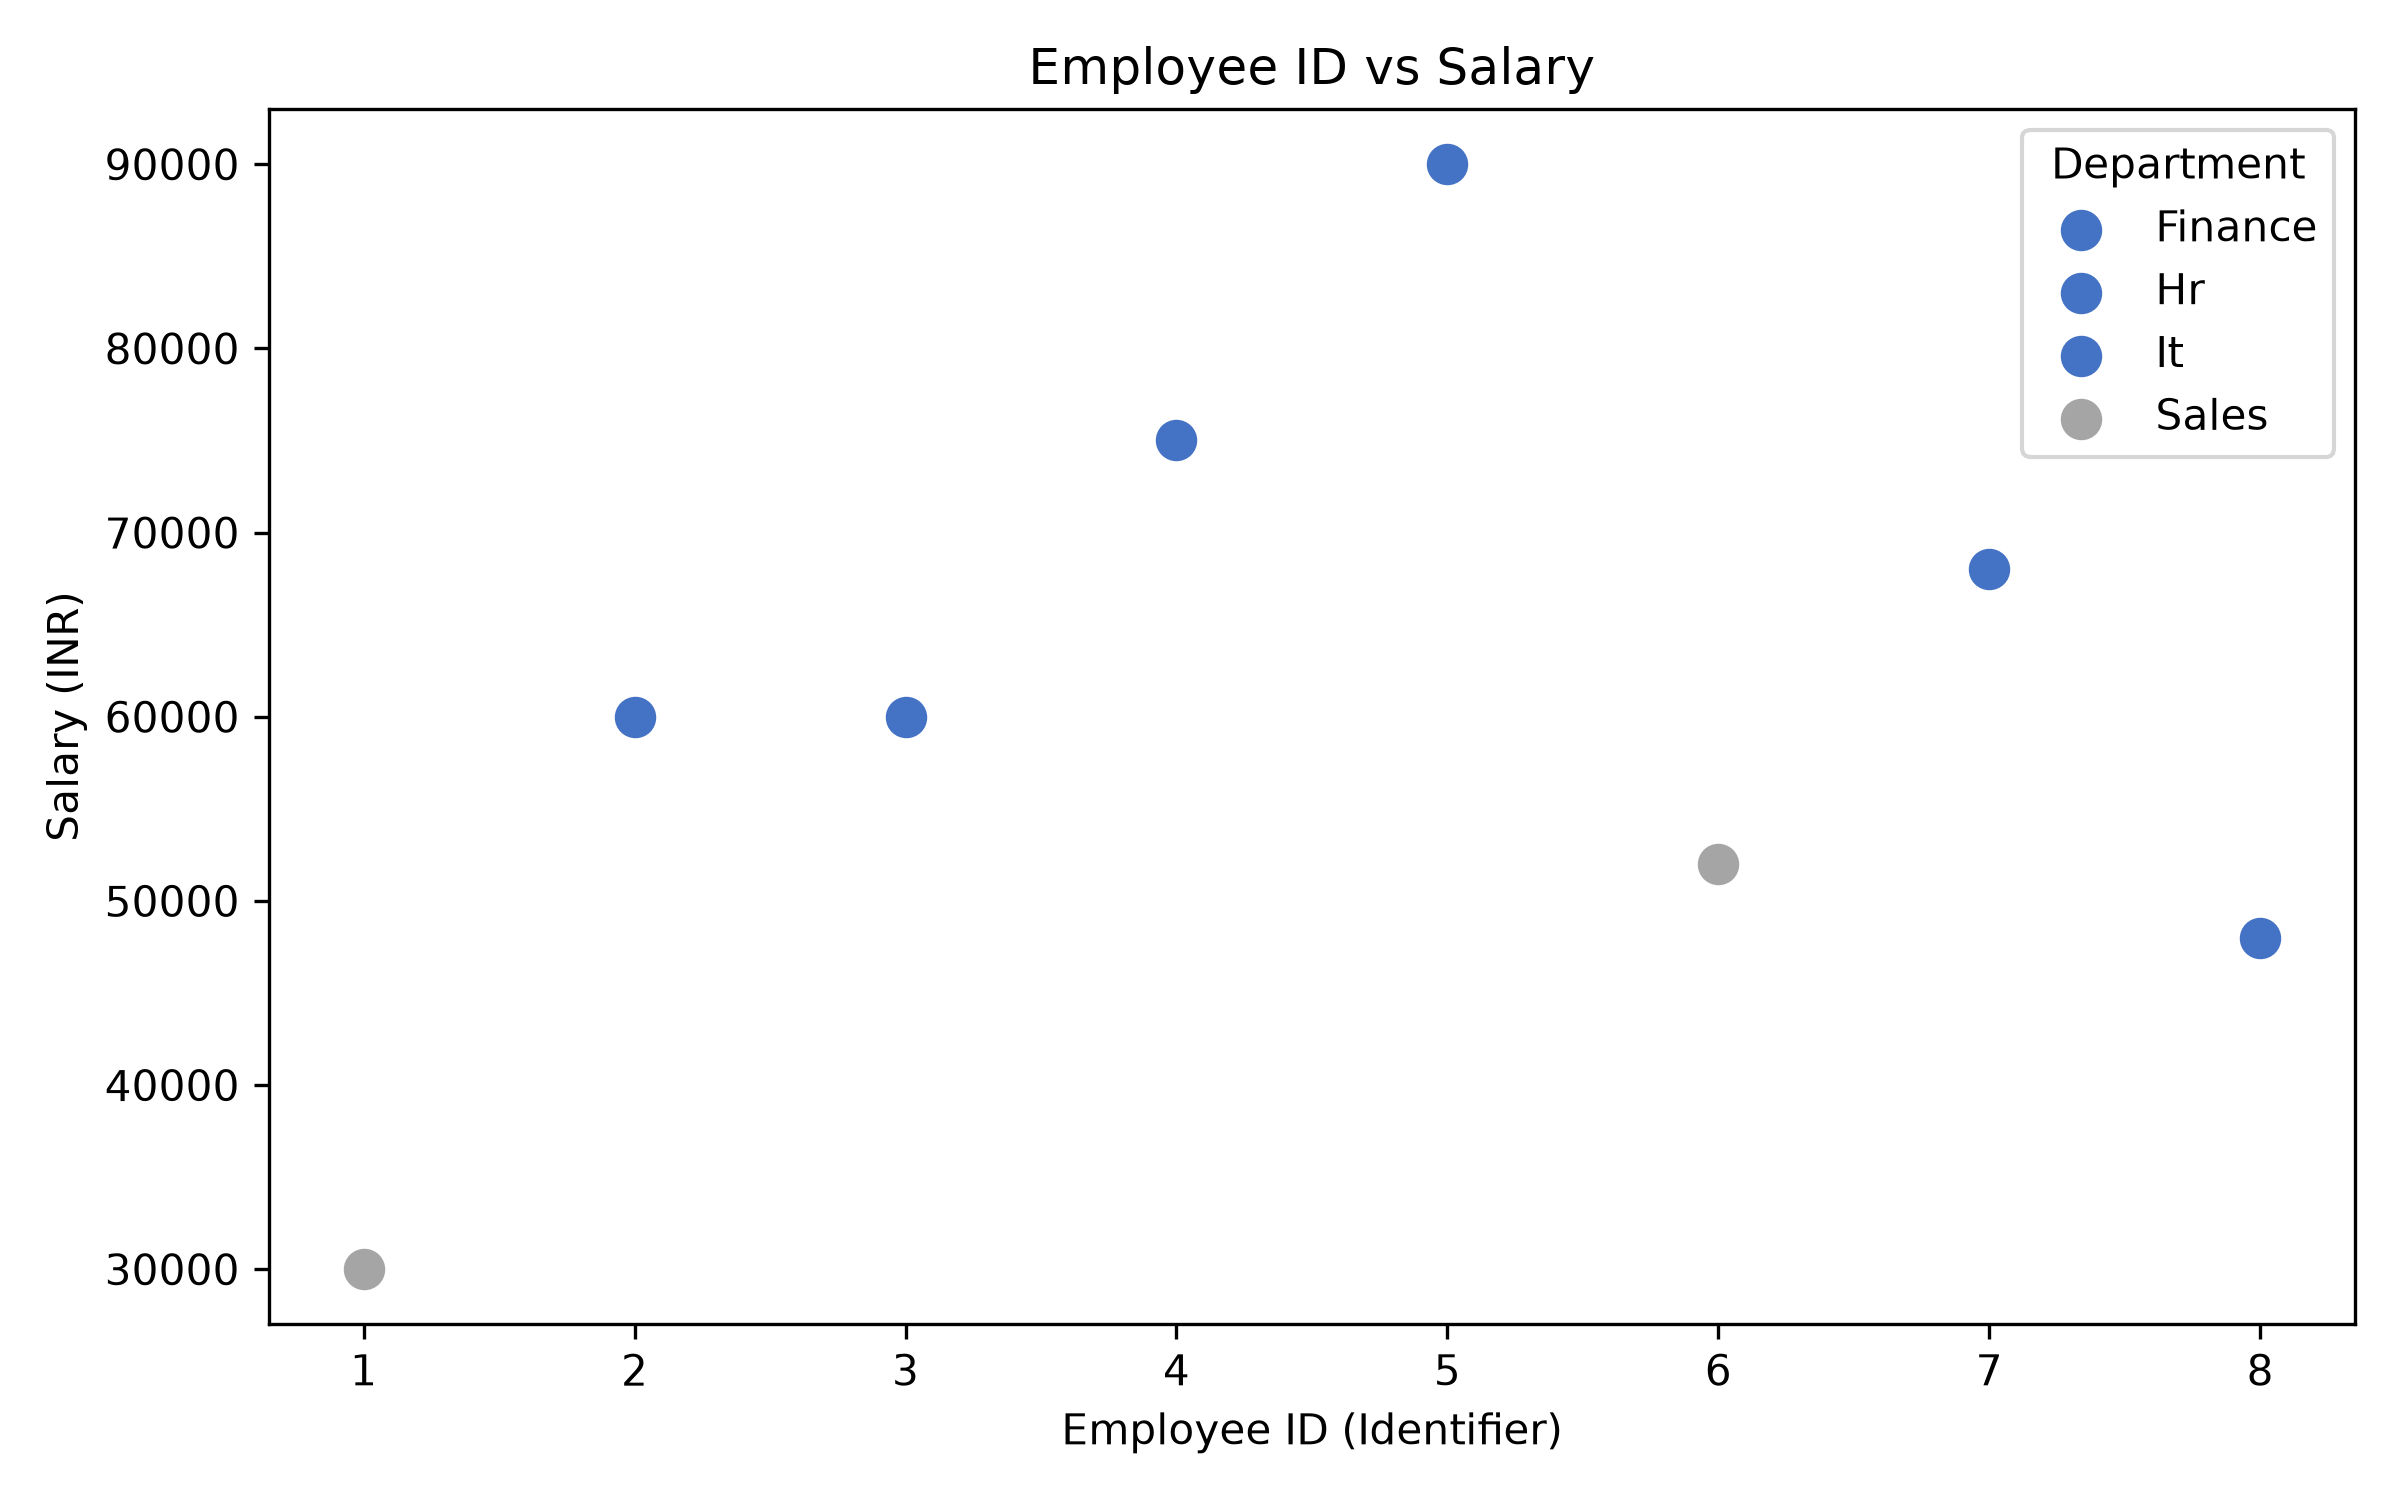 Employee ID vs Salary
Salary (INR)
90000
80000
70000
60000
50000
40000
30000
Department
Finance
Hr
It
Sales
1 2 3 4 5 6 7 8
Employee ID (Identifier)